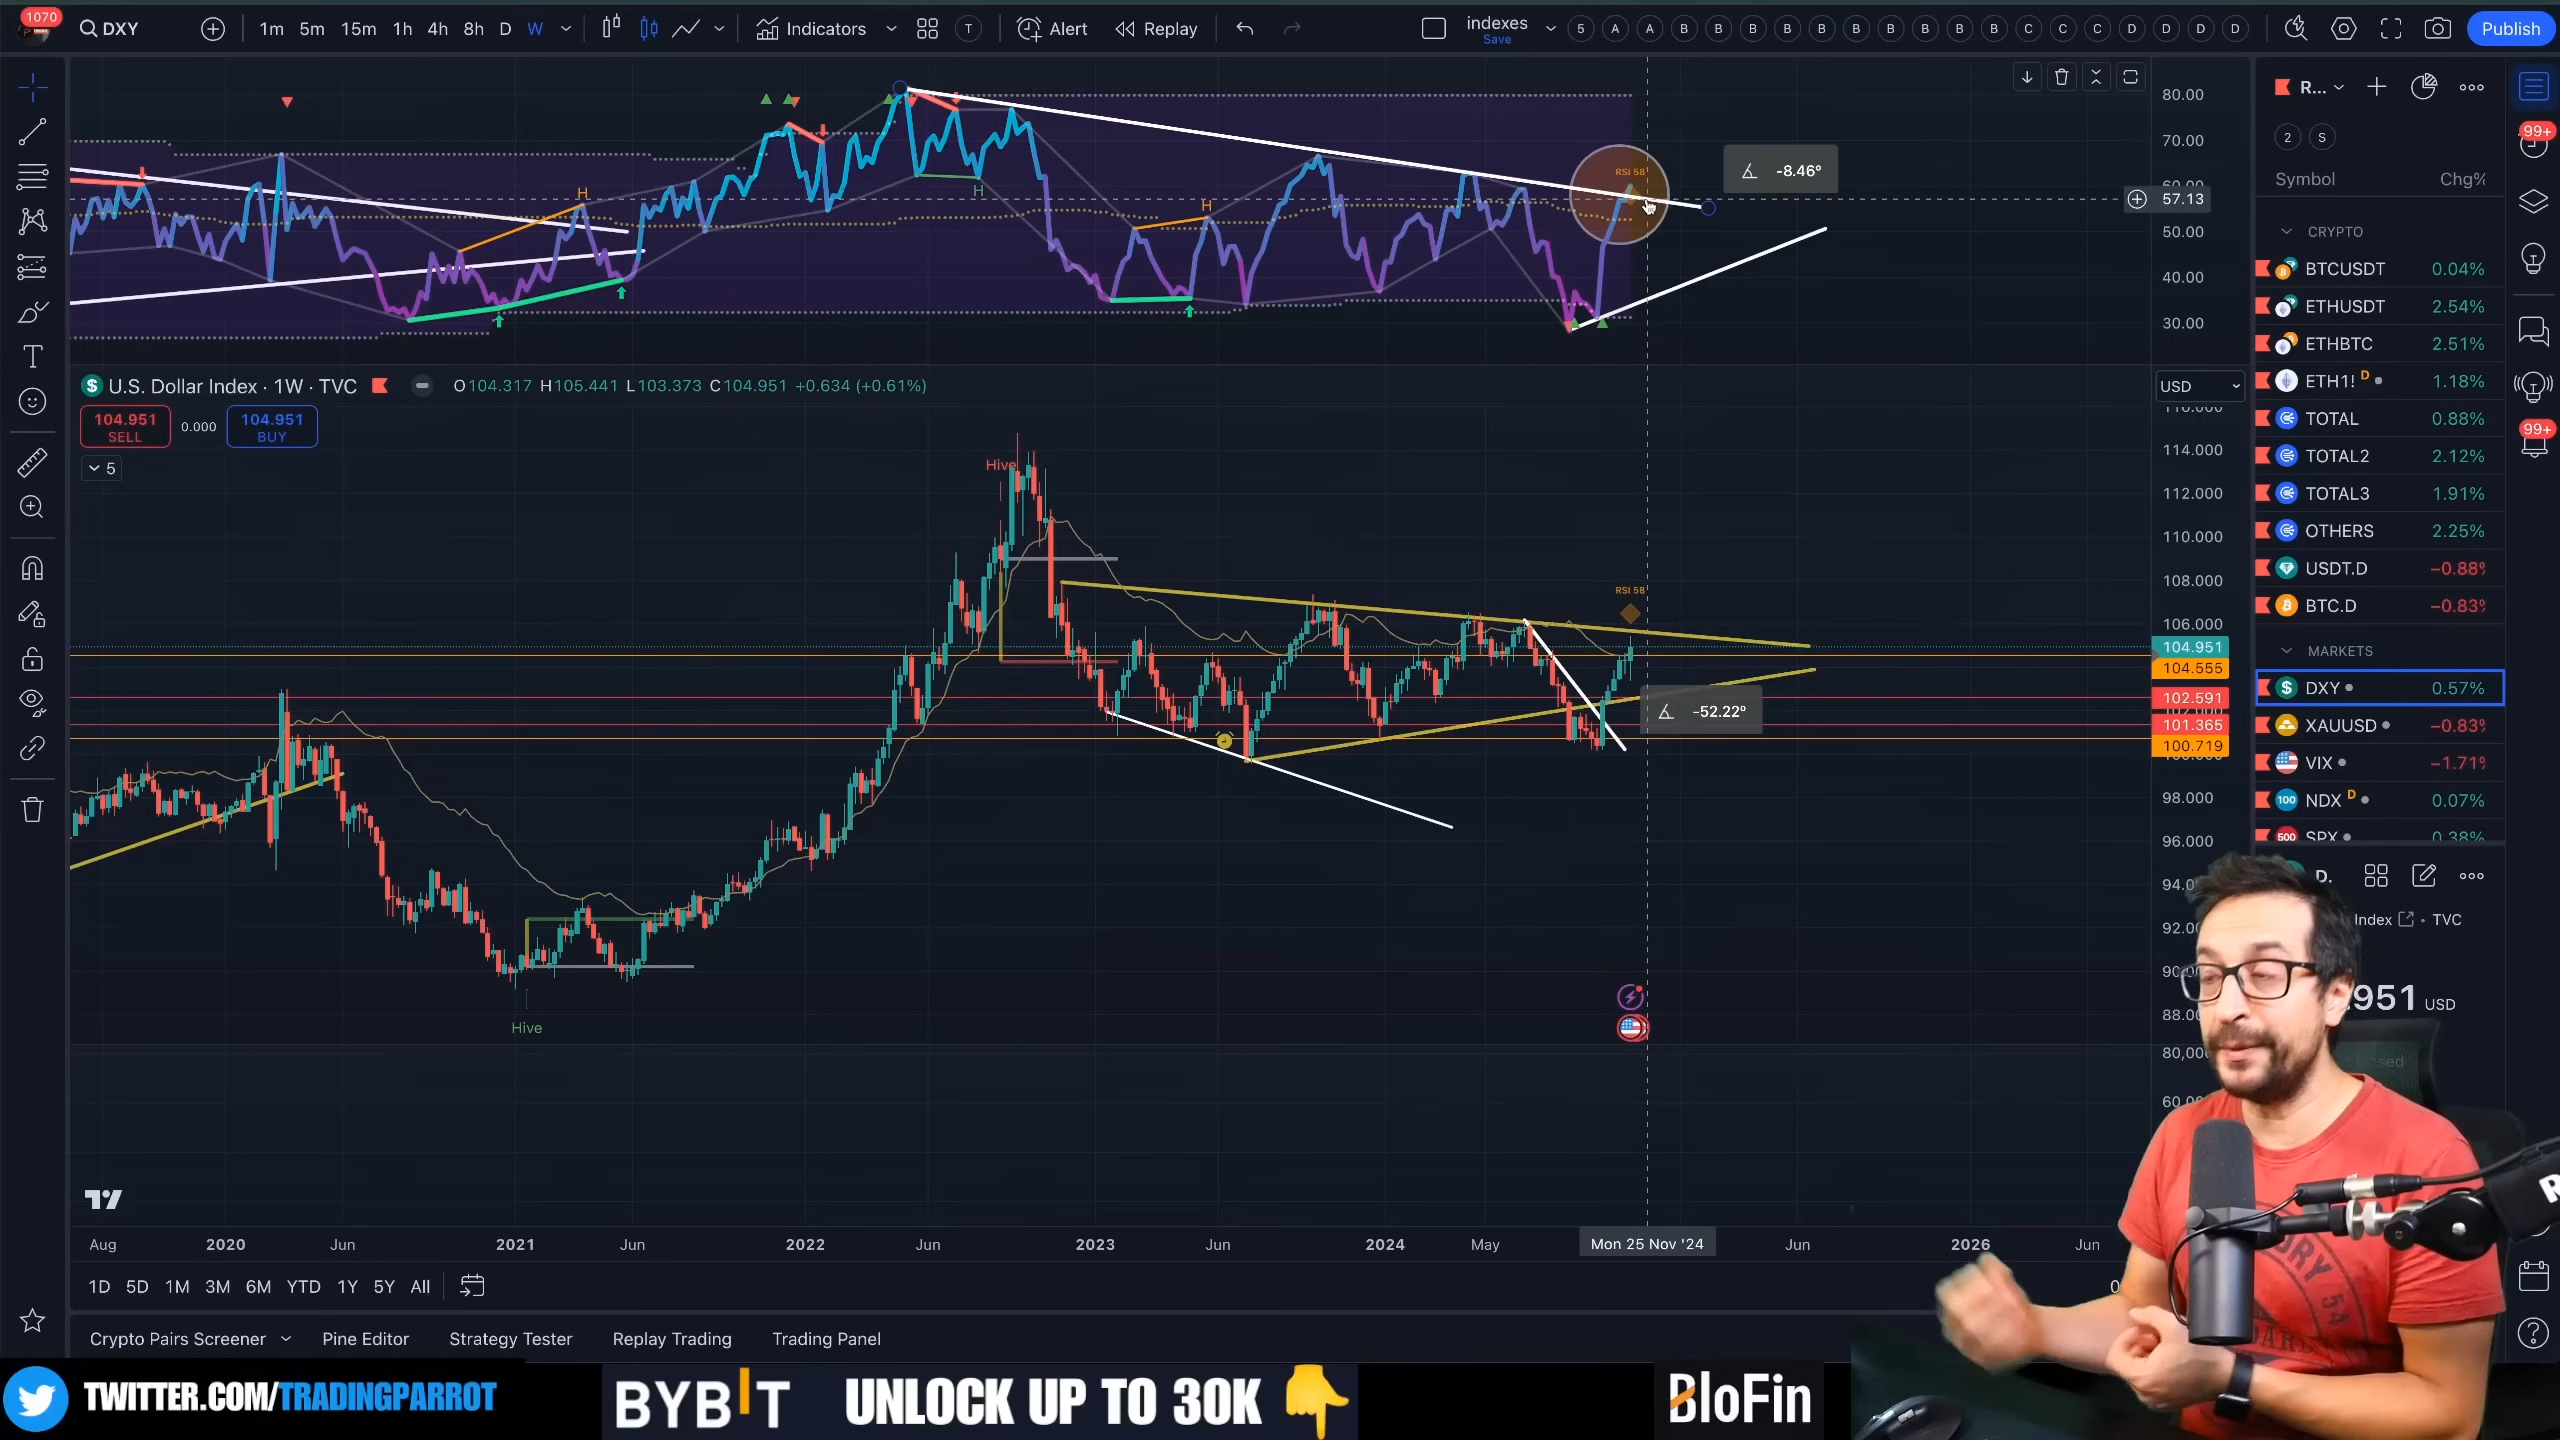 1070
DXY
1m 5m 15m 1h 4h 8h D W
Indicators
T
Alert
Replay
indexes
Save
5 A A B B B B B B B B B B C C C D D D D
Publish
80.00
70.00
60.00
57.13
50.00
40.00
30.00
H
H
H
RSI 58
-8.46°
U.S. Dollar Index · 1W · TVC
O104.317 H105.441 L103.373 C104.951 +0.634 (+0.61%)
104.951
SELL
0.000
104.951
BUY
5
USD
116.000
114.000
112.000
110.000
108.000
106.000
104.951
104.555
102.591
101.365
100.719
98.000
96.000
94.0
92.0
90.0
88.0
80,00
60.0
Hive
RSI 58
-52.22°
Hive
Aug 2020 Jun 2021 Jun 2022 Jun 2023 Jun 2024 May Mon 25 Nov '24 Jun 2026 Jun
1D 5D 1M 3M 6M YTD 1Y 5Y All
Crypto Pairs Screener
Pine Editor
Strategy Tester
Replay Trading
Trading Panel
R...
2 S
Symbol Chg%
CRYPTO
BTCUSDT 0.04%
ETHUSDT 2.54%
ETHBTC 2.51%
ETH1! D 1.18%
TOTAL 0.88%
TOTAL2 2.12%
TOTAL3 1.91%
OTHERS 2.25%
USDT.D −0.88%
BTC.D −0.83%
MARKETS
DXY 0.57%
XAUUSD −0.83%
VIX −1.71%
100 NDX D 0.07%
500 SPX 0.38%
D.
Index · TVC
951 USD
99+
99+
TWITTER.COM/TRADINGPARROT
BYBIT
UNLOCK UP TO 30K
BloFin